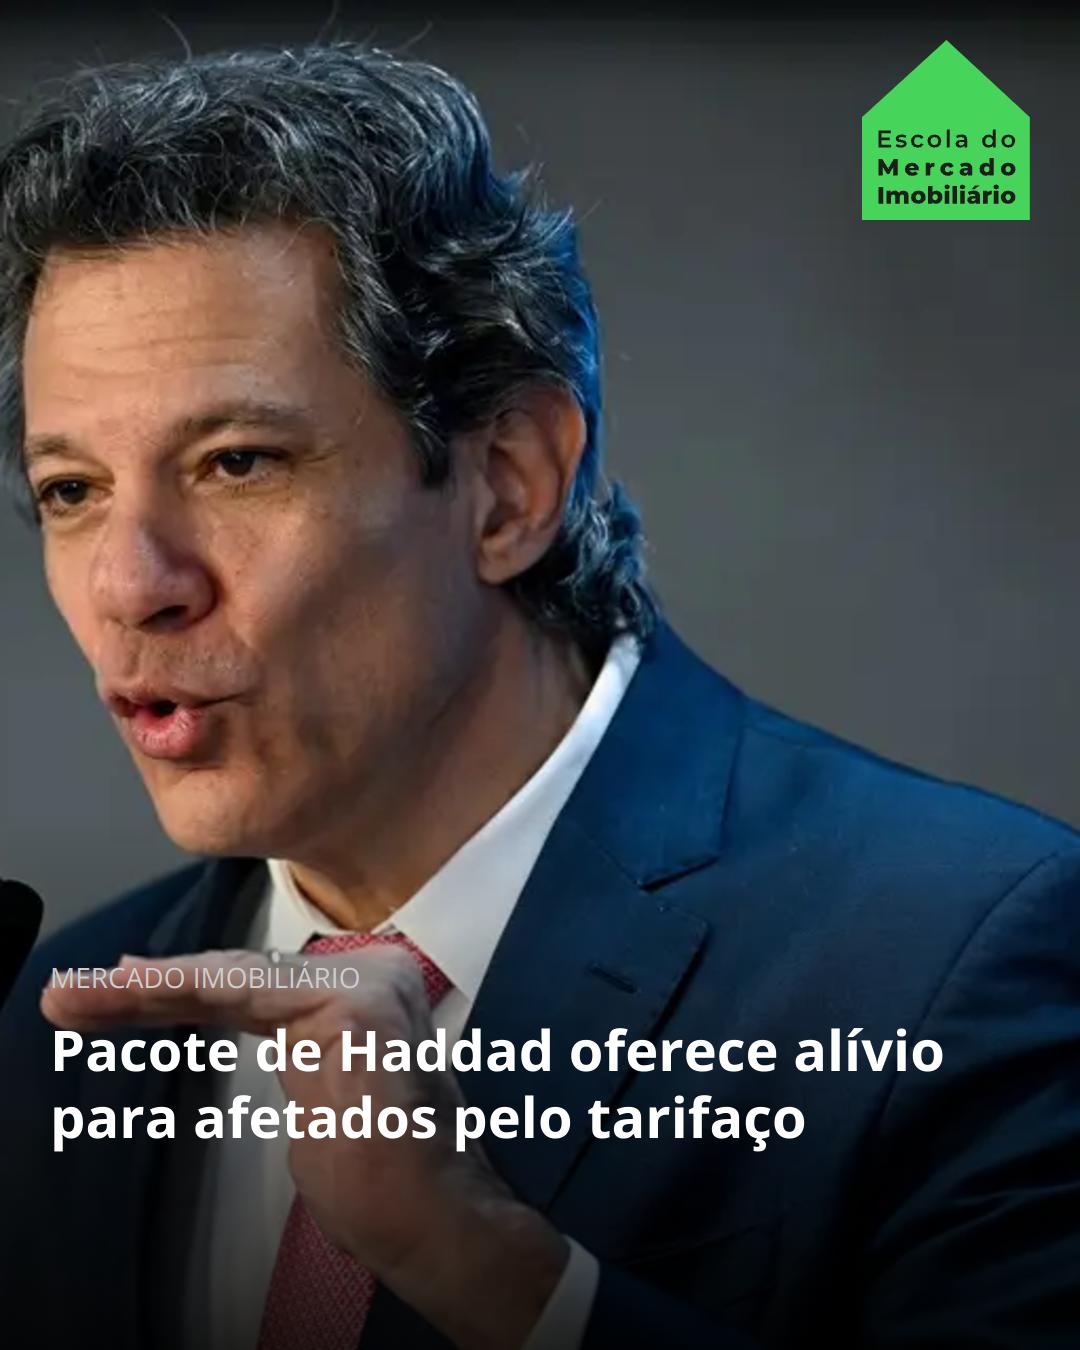 Escola do
Mercado
Imobiliário
MERCADO IMOBILIÁRIO
Pacote de Haddad oferece alívio
para afetados pelo tarifaço